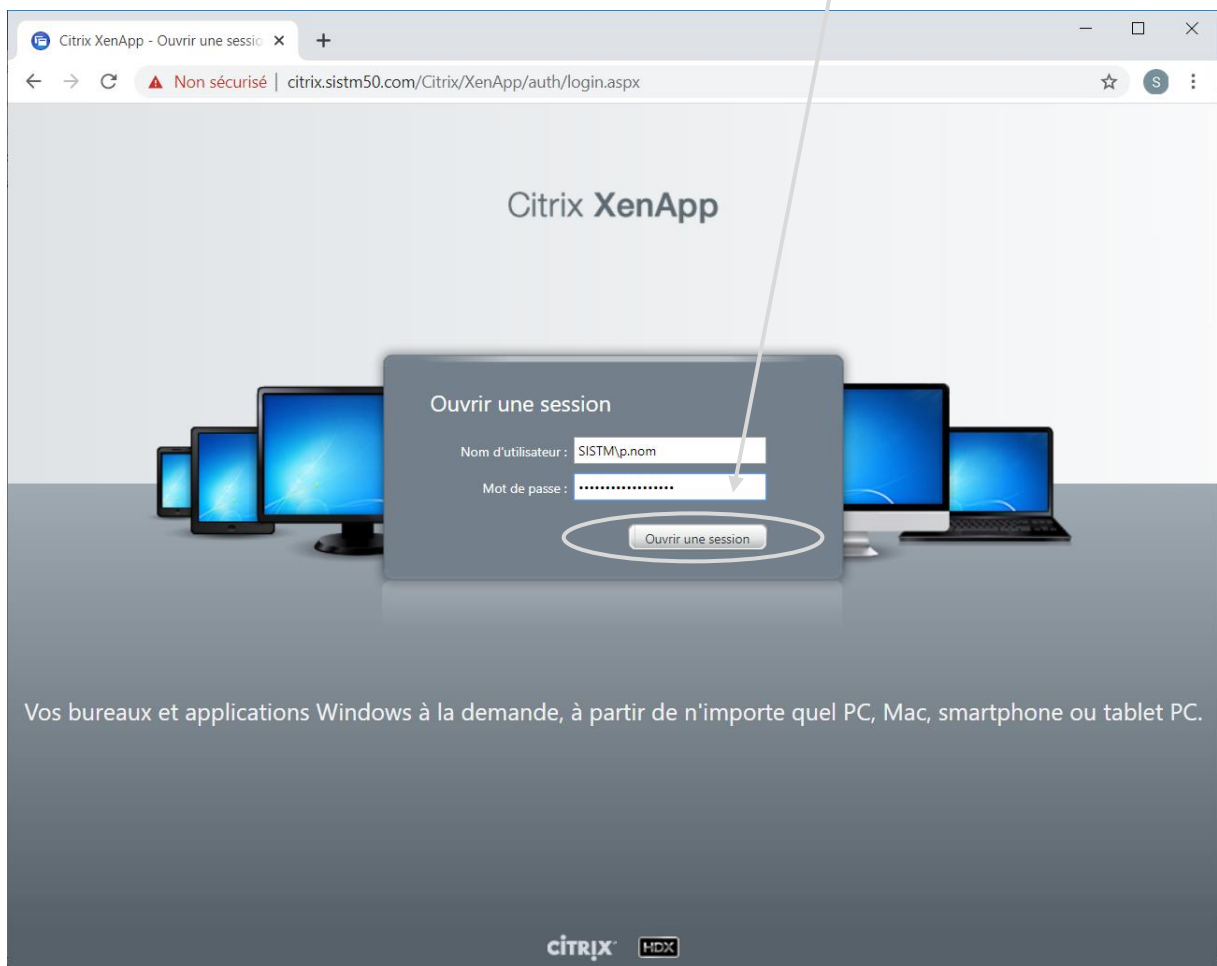 Citrix XenApp - Ouvrir une sessio
Non sécurisé | citrix.sistm50.com/Citrix/XenApp/auth/login.aspx
S
Citrix XenApp
Ouvrir une session
Nom d'utilisateur : SISTM\p.nom
Mot de passe : ••••••••••••••••••
Ouvrir une session
Vos bureaux et applications Windows à la demande, à partir de n'importe quel PC, Mac, smartphone ou tablet PC.
CITRIX HDX